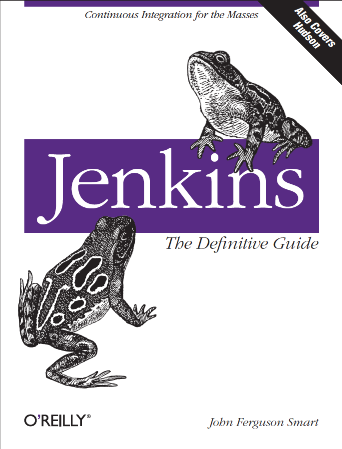 Continuous Integration for the Masses
Also Covers
Hudson
Jenkins
The Definitive Guide
O'REILLY®
John Ferguson Smart